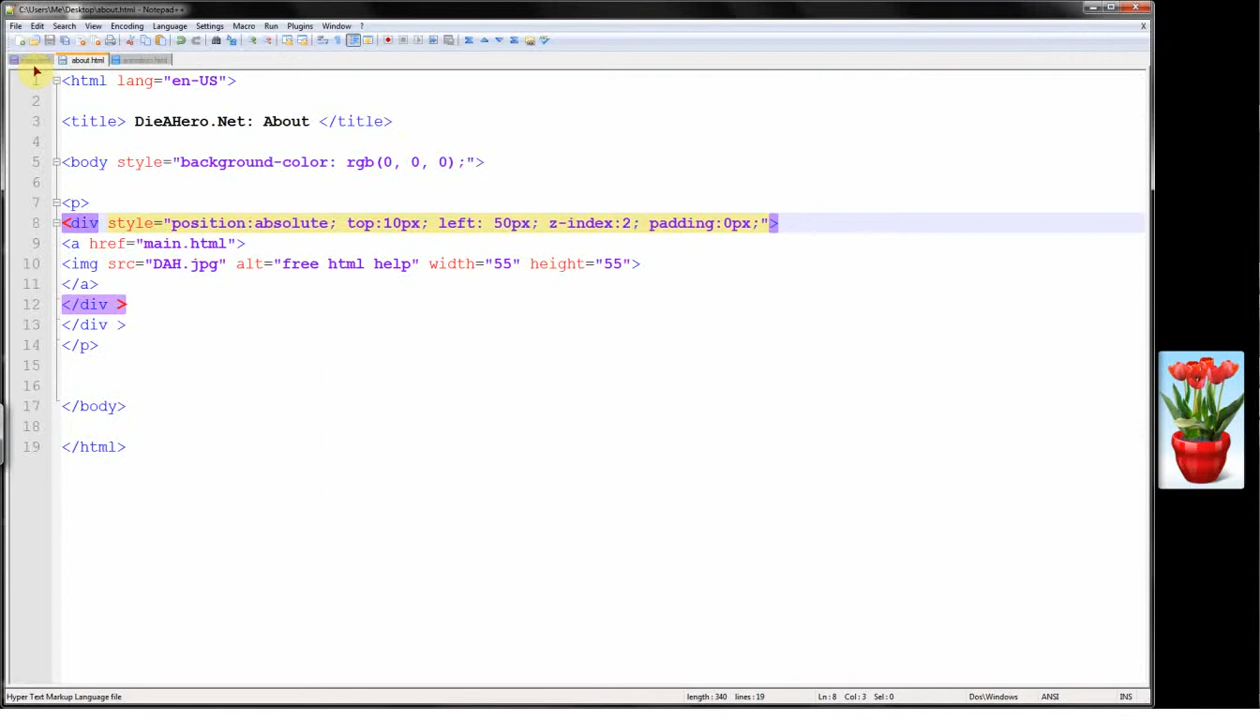 C:\Users\Me\Desktop\about.html - Notepad++
File Edit Search View Encoding Language Settings Macro Run Plugins Window ?
X
about.html
1 <html lang="en-US">
2
3 <title> DieAHero.Net: About </title>
4
5 <body style="background-color: rgb(0, 0, 0);">
6
7 <p>
8 <div style="position:absolute; top:10px; left: 50px; z-index:2; padding:0px;">
9 <a href="main.html">
10 <img src="DAH.jpg" alt="free html help" width="55" height="55">
11 </a>
12 </div >
13 </div >
14 </p>
15
16
17 </body>
18
19 </html>
Hyper Text Markup Language file length : 340 lines : 19 Ln : 8 Col : 3 Sel : 0 Dos\Windows ANSI INS